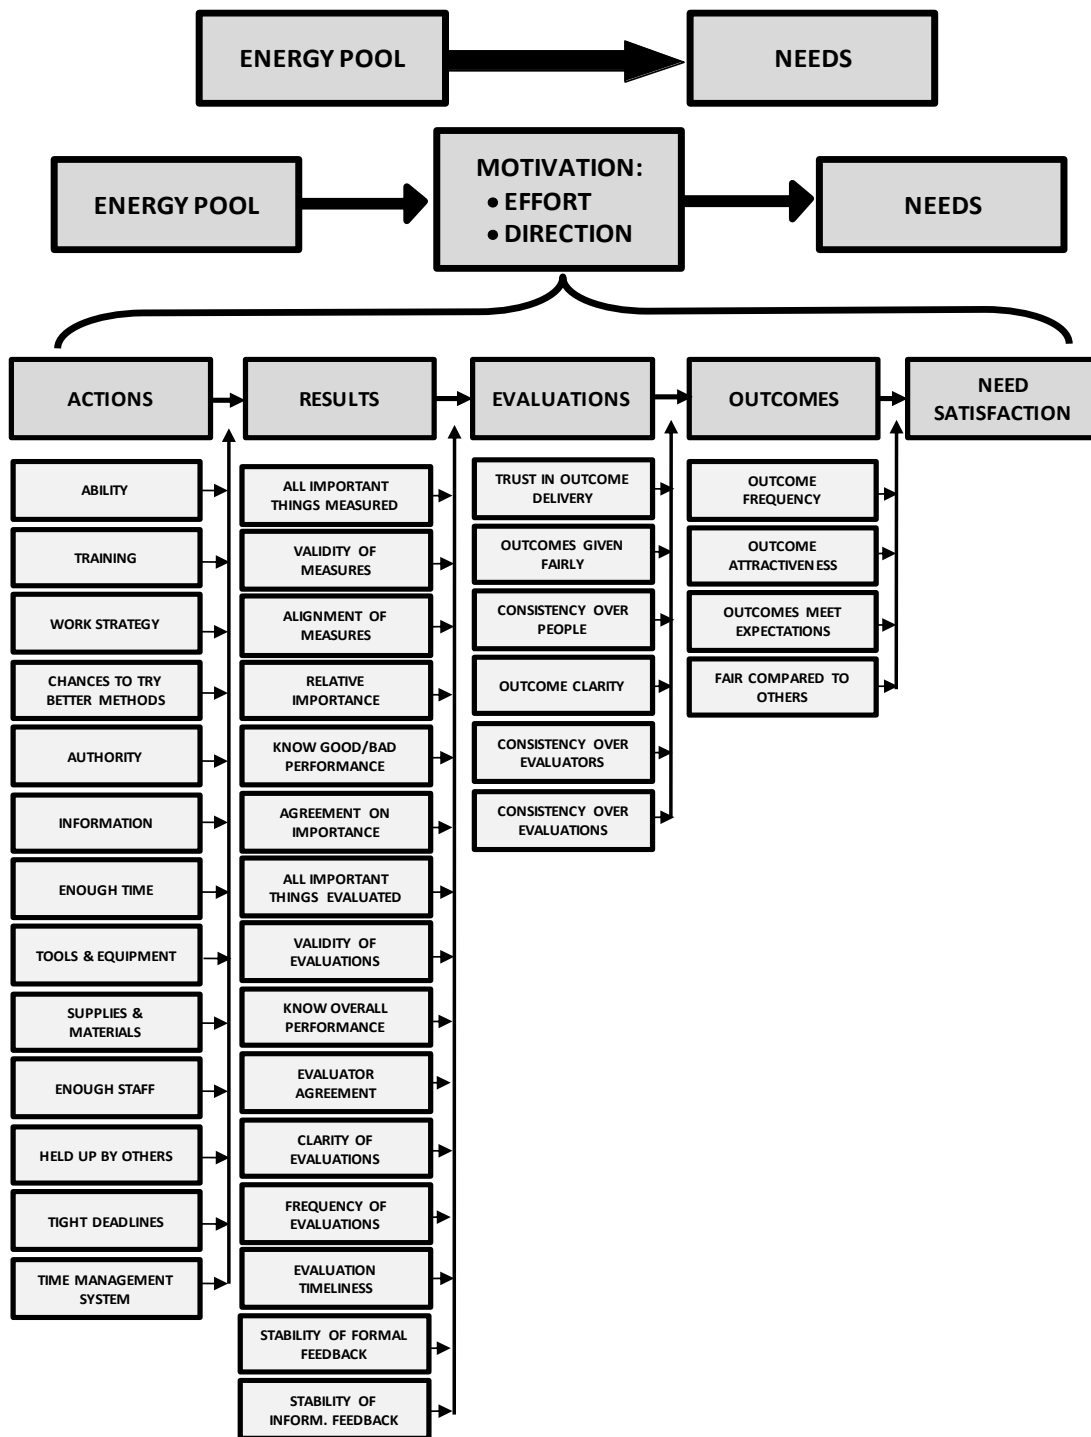 ENERGY POOL
NEEDS
ENERGY POOL
MOTIVATION:
• EFFORT
• DIRECTION
NEEDS
ACTIONS
RESULTS
EVALUATIONS
OUTCOMES
NEED
SATISFACTION
ABILITY
TRAINING
WORK STRATEGY
CHANCES TO TRY
BETTER METHODS
AUTHORITY
INFORMATION
ENOUGH TIME
TOOLS & EQUIPMENT
SUPPLIES &
MATERIALS
ENOUGH STAFF
HELD UP BY OTHERS
TIGHT DEADLINES
TIME MANAGEMENT
SYSTEM
ALL IMPORTANT
THINGS MEASURED
VALIDITY OF
MEASURES
ALIGNMENT OF
MEASURES
RELATIVE
IMPORTANCE
KNOW GOOD/BAD
PERFORMANCE
AGREEMENT ON
IMPORTANCE
ALL IMPORTANT
THINGS EVALUATED
VALIDITY OF
EVALUATIONS
KNOW OVERALL
PERFORMANCE
EVALUATOR
AGREEMENT
CLARITY OF
EVALUATIONS
FREQUENCY OF
EVALUATIONS
EVALUATION
TIMELINESS
STABILITY OF FORMAL
FEEDBACK
STABILITY OF
INFORM. FEEDBACK
TRUST IN OUTCOME
DELIVERY
OUTCOMES GIVEN
FAIRLY
CONSISTENCY OVER
PEOPLE
OUTCOME CLARITY
CONSISTENCY OVER
EVALUATORS
CONSISTENCY OVER
EVALUATIONS
OUTCOME
FREQUENCY
OUTCOME
ATTRACTIVENESS
OUTCOMES MEET
EXPECTATIONS
FAIR COMPARED TO
OTHERS